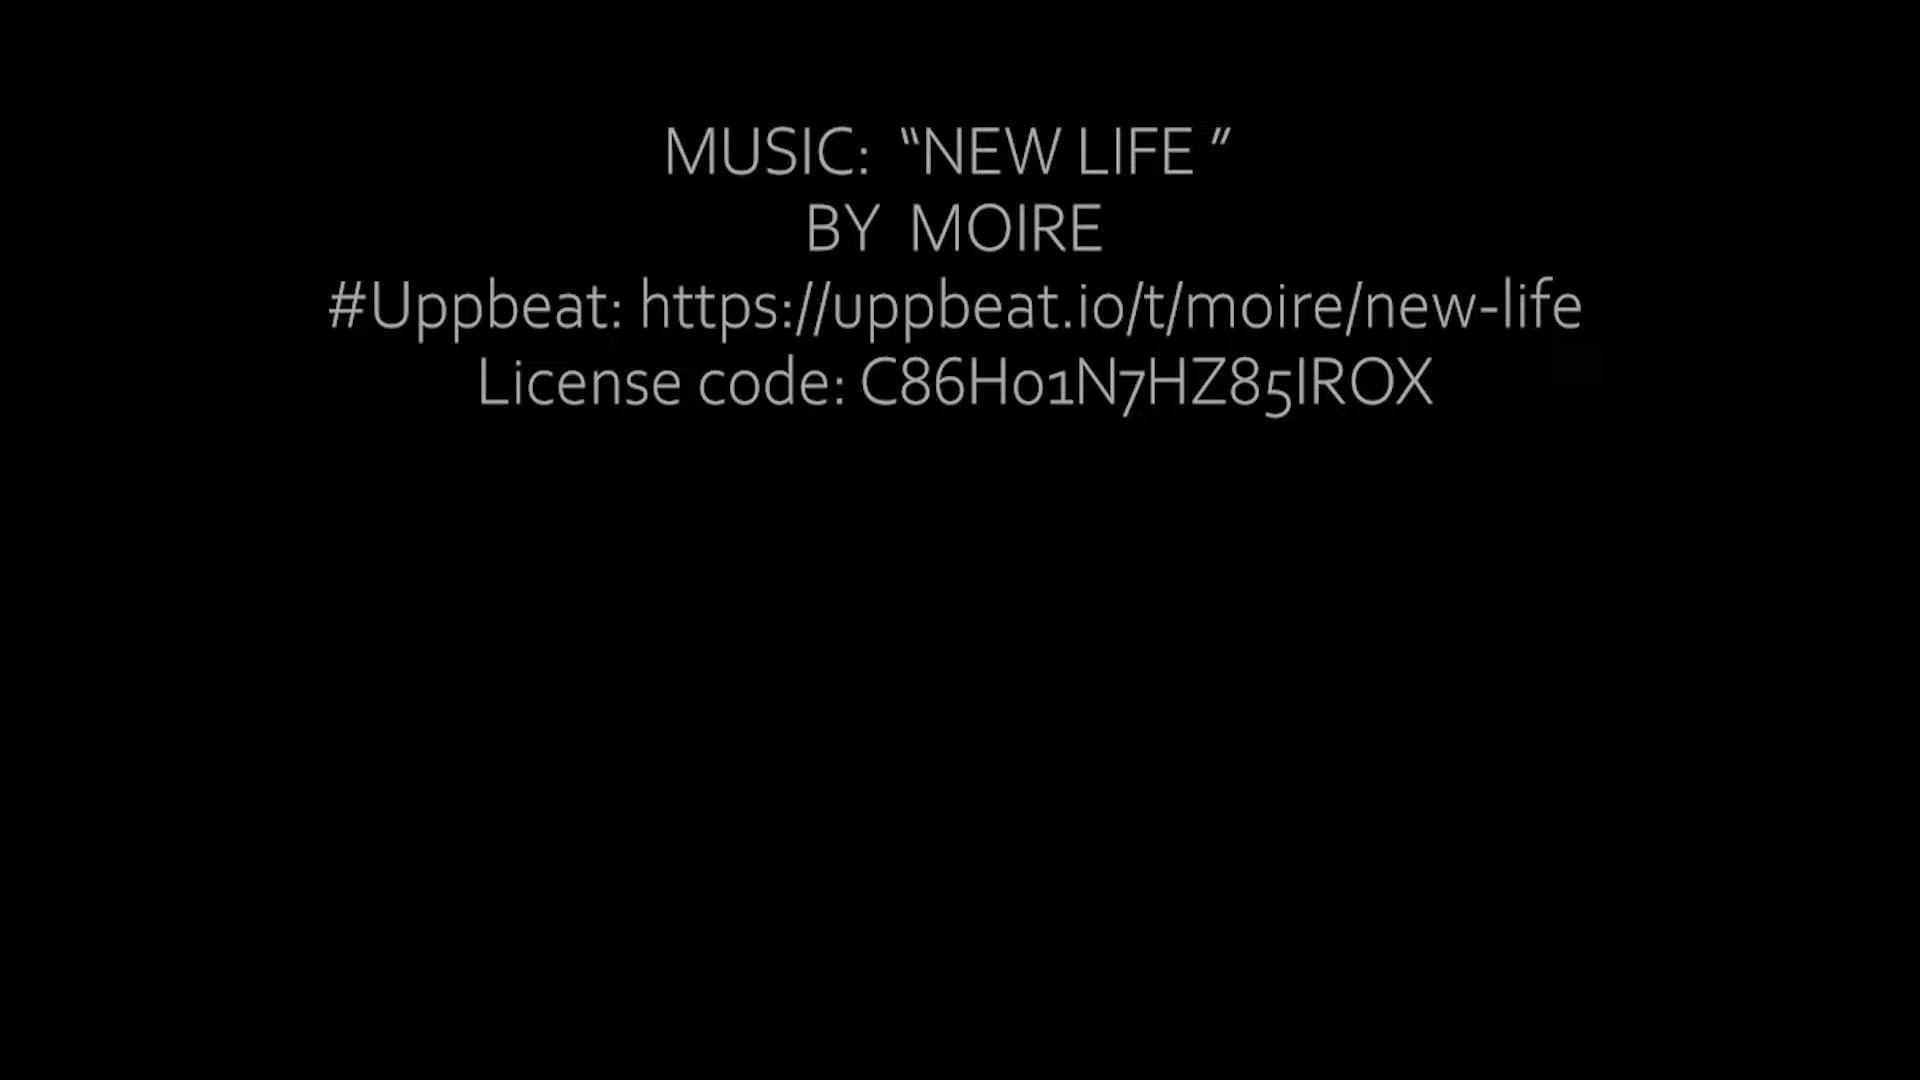 MUSIC: “NEW LIFE ”
BY MOIRE
#Uppbeat: https://uppbeat.io/t/moire/new-life
License code: C86H01N7HZ85IROX